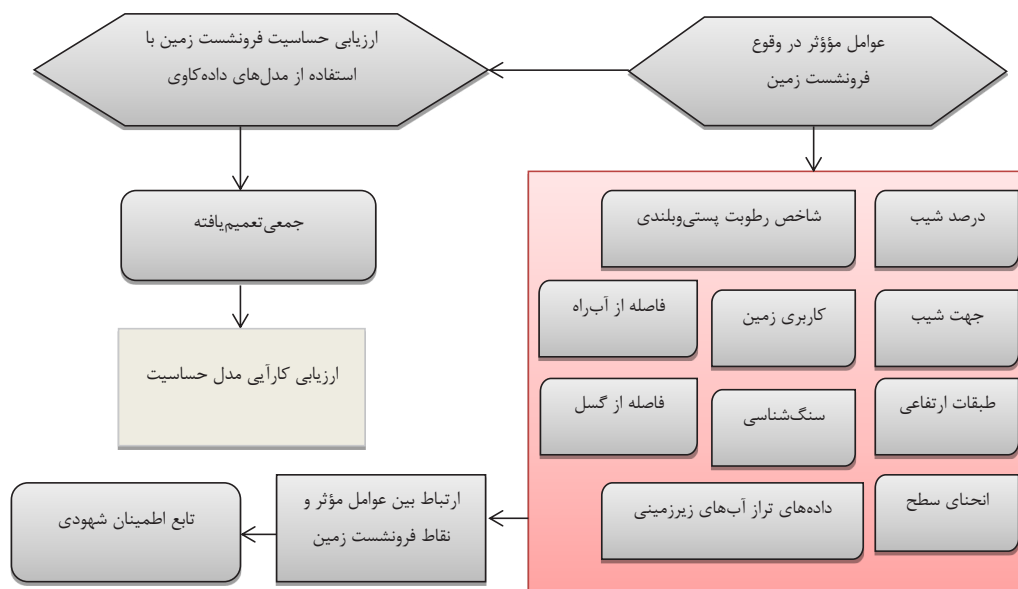 عوامل مؤؤثر در وقوع
فرونشست زمین
ارزیابی حساسیت فرونشست زمین با
استفاده از مدل‌های داده‌کاوی
جمعی‌تعمیم‌یافته
ارزیابی کارآیی مدل حساسیت
درصد شیب
شاخص رطوبت پستی‌وبلندی
جهت شیب
کاربری زمین
فاصله از آب‌راه
طبقات ارتفاعی
سنگ‌شناسی
فاصله از گسل
انحنای سطح
داده‌های تراز آب‌های زیرزمینی
ارتباط بین عوامل مؤثر و
نقاط فرونشست زمین
تابع اطمینان شهودی